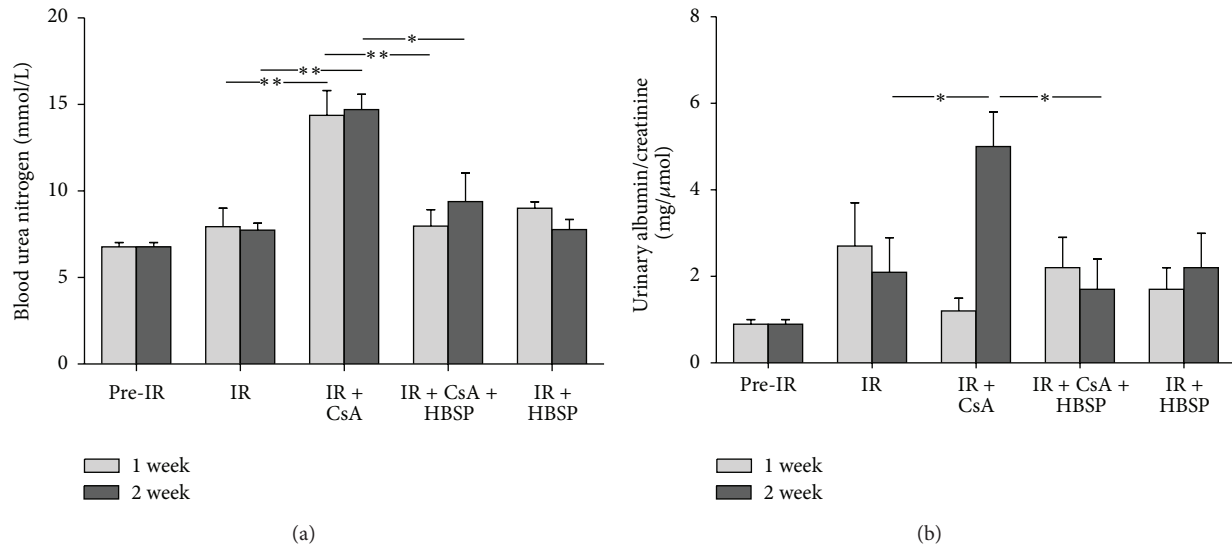 Blood urea nitrogen (mmol/L)
20
15
10
5
0
*
**
**
**
Pre-IR
IR
IR +
CsA
IR + CsA +
HBSP
IR +
HBSP
1 week
2 week
(a)
Urinary albumin/creatinine
(mg/μmol)
8
6
4
2
0
*
*
Pre-IR
IR
IR +
CsA
IR + CsA +
HBSP
IR +
HBSP
1 week
2 week
(b)